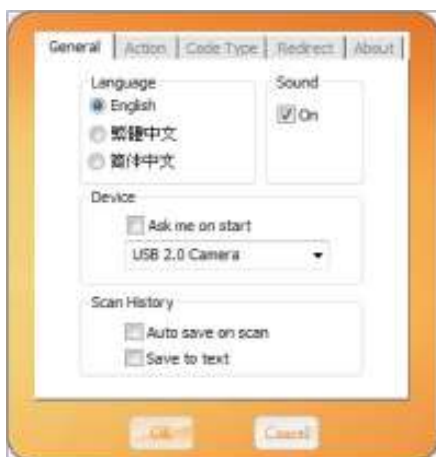 General Action Code Type Redirect About
Language
English
繁體中文
简体中文
Sound
On
Device
Ask me on start
USB 2.0 Camera
Scan History
Auto save on scan
Save to text
OK Cancel